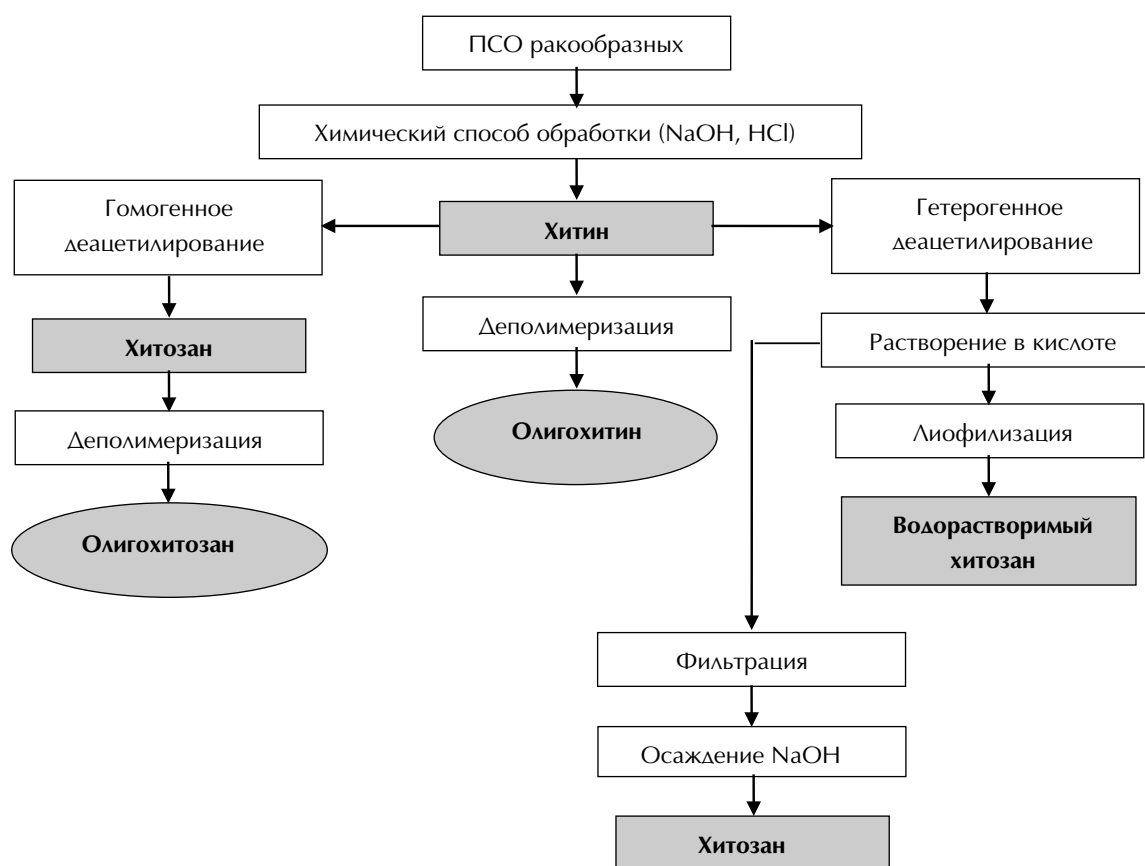 ПСО ракообразных
Химический способ обработки (NaOH, HCl)
Гомогенное
деацетилирование
Хитин
Гетерогенное
деацетилирование
Хитозан
Деполимеризация
Растворение в кислоте
Деполимеризация
Олигохитин
Лиофилизация
Олигохитозан
Водорастворимый
хитозан
Фильтрация
Осаждение NaOH
Хитозан